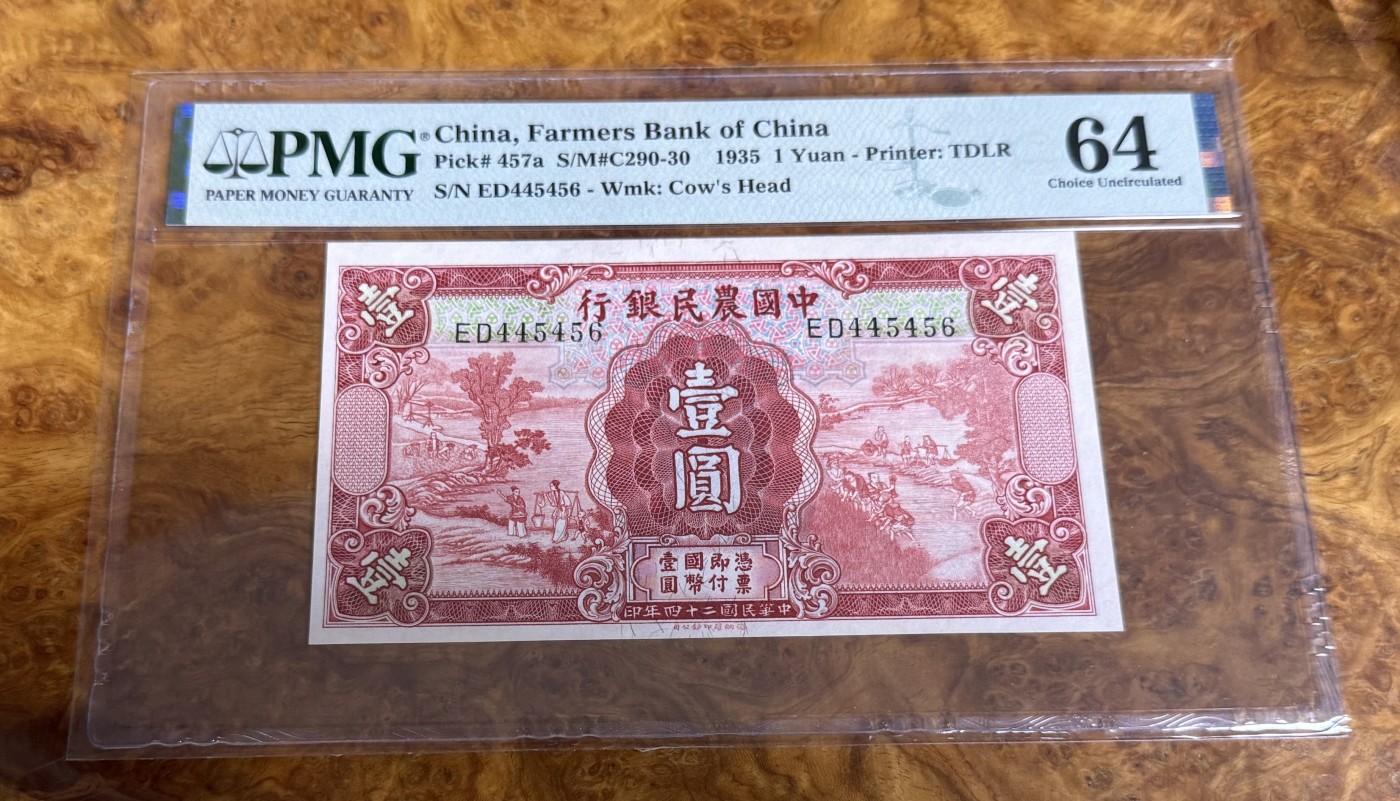 PMG®
PAPER MONEY GUARANTY
China, Farmers Bank of China
Pick# 457a S/M#C290-30 1935 1 Yuan - Printer: TDLR
S/N ED445456 - Wmk: Cow's Head
64
Choice Uncirculated
壹
壹
中國農民銀行
ED445456
ED445456
壹圓
憑票
即付
國幣
壹圓
壹
壹
中華民國二十四年印